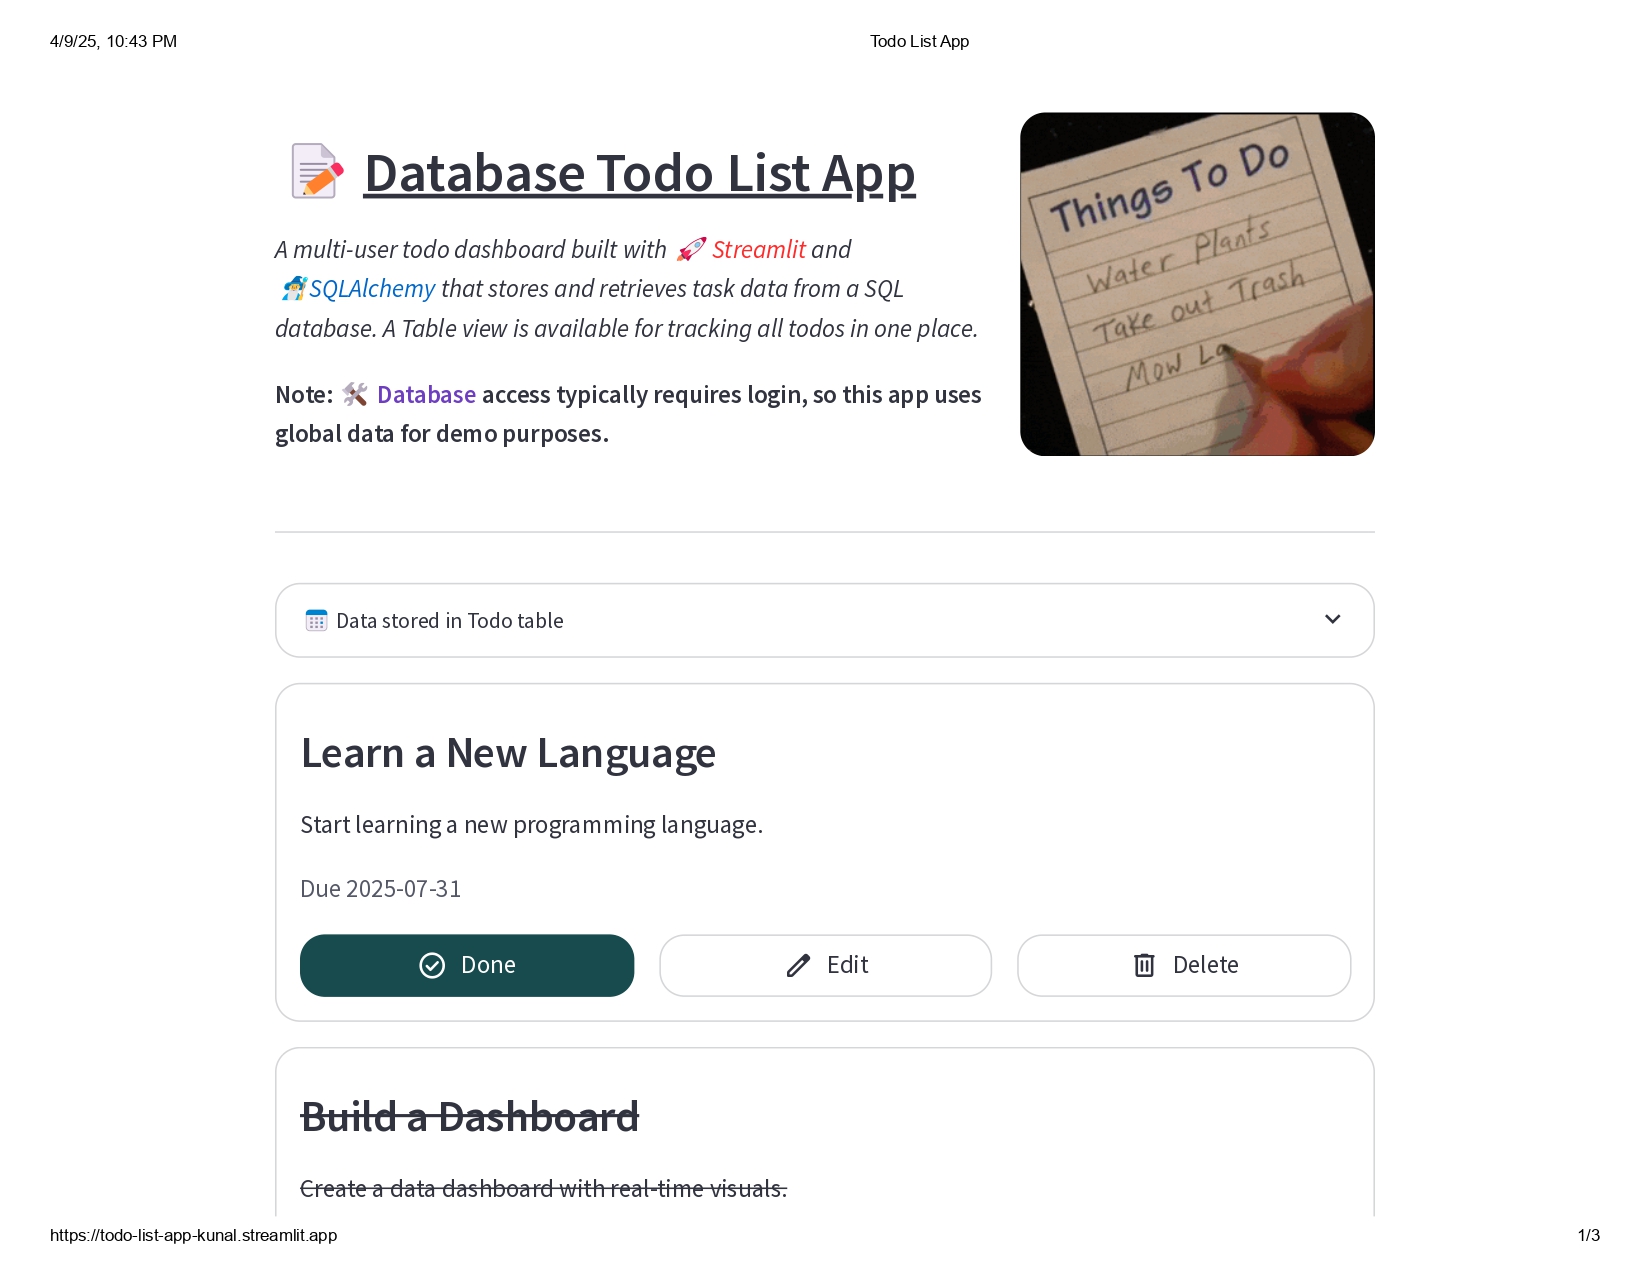 4/9/25, 10:43 PM
Todo List App
Database Todo List App
A multi-user todo dashboard built with Streamlit and
SQLAlchemy that stores and retrieves task data from a SQL
database. A Table view is available for tracking all todos in one place.
Note: Database access typically requires login, so this app uses
global data for demo purposes.
Things To Do
Water Plants
Take out Trash
Mow La
Data stored in Todo table
Learn a New Language
Start learning a new programming language.
Due 2025-07-31
Done
Edit
Delete
Build a Dashboard
Create a data dashboard with real-time visuals.
https://todo-list-app-kunal.streamlit.app
1/3